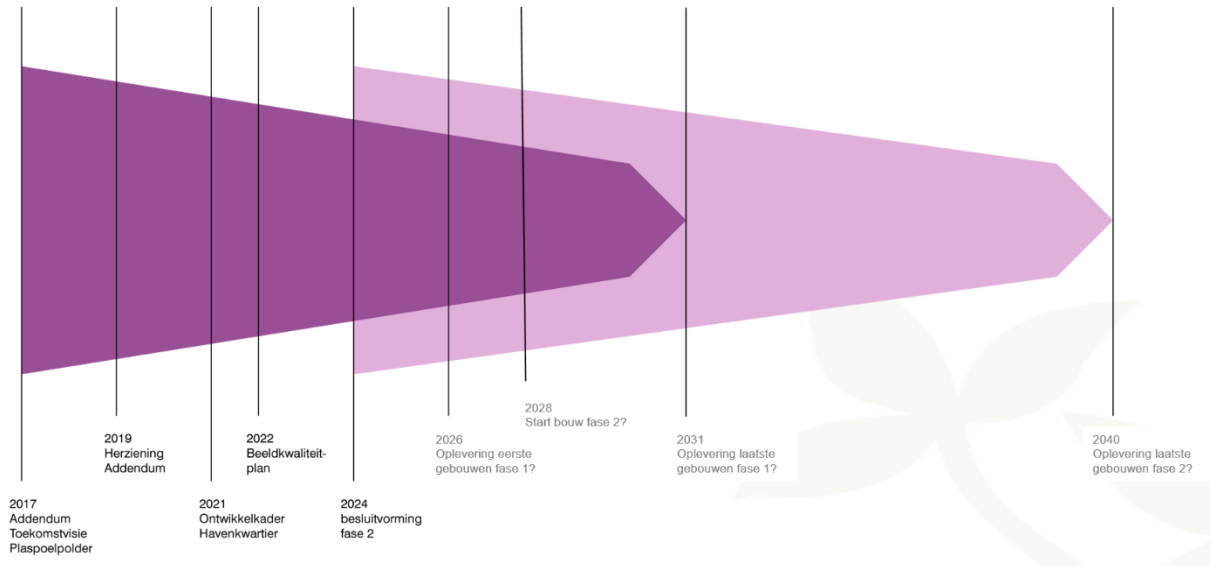 2017
Addendum
Toekomstvisie
Plaspoelpolder
2019
Herziening
Addendum
2021
Ontwikkelkader
Havenkwartier
2022
Beeldkwaliteit-
plan
2024
besluitvorming
fase 2
2026
Oplevering eerste
gebouwen fase 1?
2028
Start bouw fase 2?
2031
Oplevering laatste
gebouwen fase 1?
2040
Oplevering laatste
gebouwen fase 2?